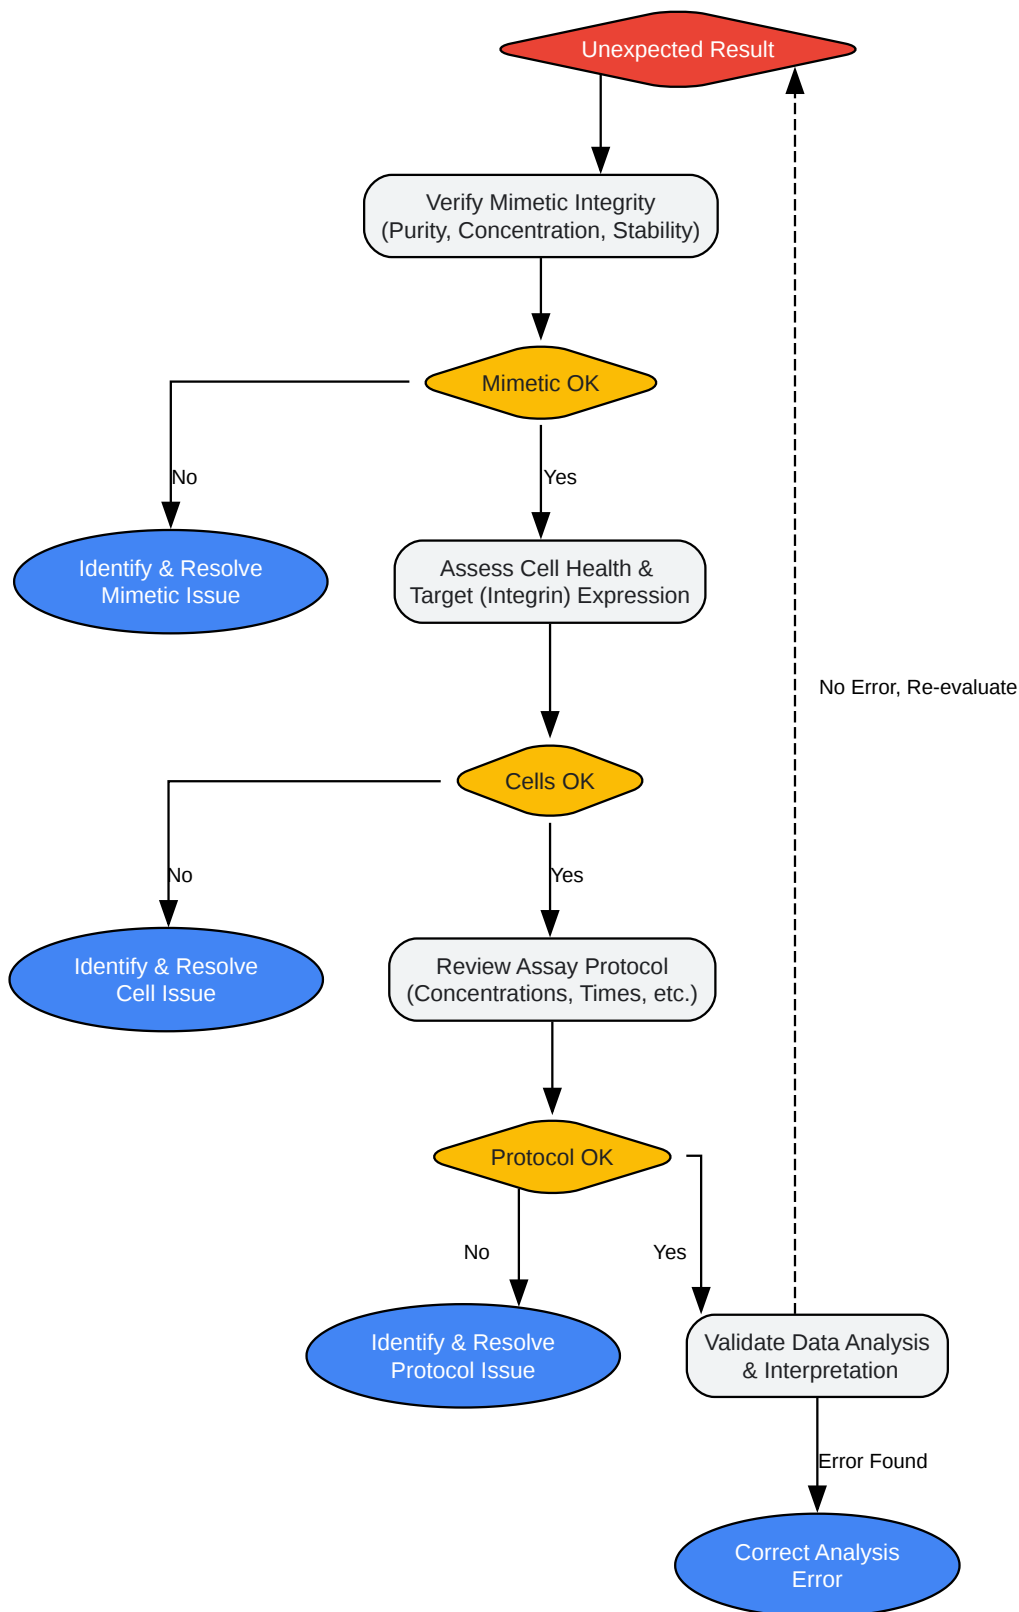 Unexpected Result
Verify Mimetic Integrity
(Purity, Concentration, Stability)
Mimetic OK
No
Yes
Identify & Resolve
Mimetic Issue
Assess Cell Health &
Target (Integrin) Expression
No Error, Re-evaluate
Cells OK
No
Yes
Identify & Resolve
Cell Issue
Review Assay Protocol
(Concentrations, Times, etc.)
Protocol OK
No
Yes
Identify & Resolve
Protocol Issue
Validate Data Analysis
& Interpretation
Error Found
Correct Analysis
Error